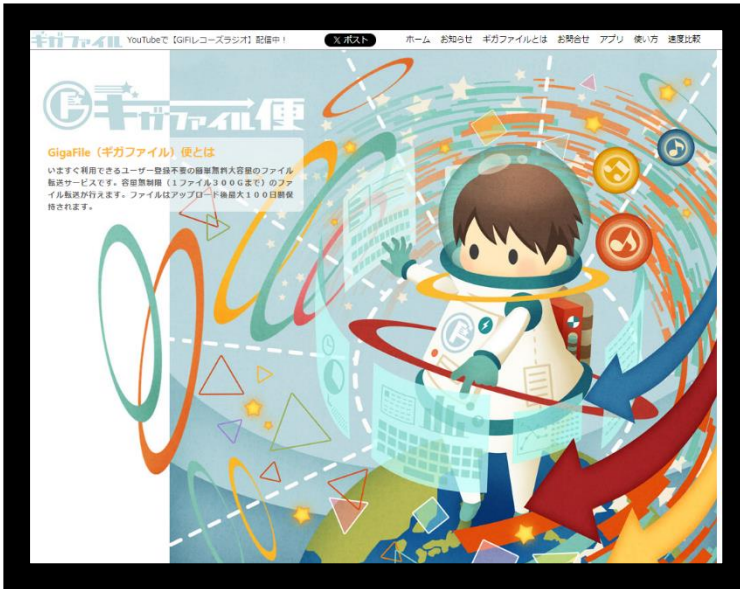 ギガファイル YouTubeで【GIFIレコーズラジオ】配信中！ X ポスト ホーム お知らせ ギガファイルとは お問合せ アプリ 使い方 速度比較
ギガファイル便
GigaFile（ギガファイル）便とは
いますぐ利用できるユーザー登録不要の簡単無料大容量のファイル
転送サービスです。容量無制限（１ファイル３００Ｇまで）のファ
イル転送が行えます。ファイルはアップロード後最大１００日間保
持されます。